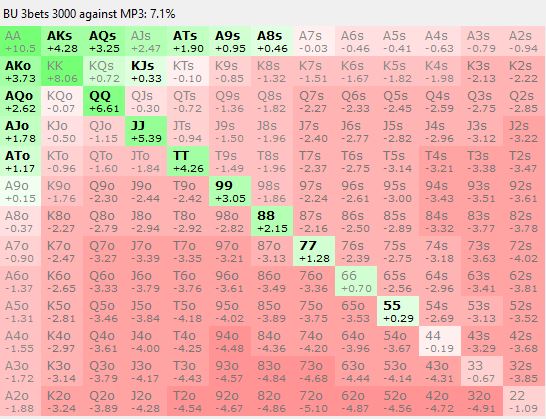 BU 3bets 3000 against MP3: 7.1%
AA AKs AQs AJs ATs A9s A8s A7s A6s A5s A4s A3s A2s
+10.5 +4.28 +3.25 +2.47 +1.90 +0.95 +0.46 -0.03 -0.46 -0.41 -0.63 -0.79 -0.94
AKo KK KQs KJs KTs K9s K8s K7s K6s K5s K4s K3s K2s
+3.73 +8.06 +0.72 +0.33 -0.10 -0.85 -1.32 -1.51 -1.67 -1.82 -1.98 -2.13 -2.22
AQo KQo QQ QJs QTs Q9s Q8s Q7s Q6s Q5s Q4s Q3s Q2s
+2.62 -0.07 +6.61 -0.30 -0.72 -1.36 -1.82 -2.27 -2.33 -2.45 -2.59 -2.75 -2.85
AJo KJo QJo JJ JTs J9s J8s J7s J6s J5s J4s J3s J2s
+1.78 -0.50 -1.15 +5.39 -0.94 -1.50 -1.96 -2.40 -2.77 -2.82 -2.96 -3.12 -3.22
ATo KTo QTo JTo TT T9s T8s T7s T6s T5s T4s T3s T2s
+1.17 -0.96 -1.60 -1.84 +4.26 -1.49 -1.96 -2.37 -2.75 -3.14 -3.21 -3.38 -3.47
A9o K9o Q9o J9o T9o 99 98s 97s 96s 95s 94s 93s 92s
+0.15 -1.76 -2.30 -2.44 -2.42 +3.05 -1.86 -2.24 -2.61 -3.00 -3.43 -3.51 -3.61
A8o K8o Q8o J8o T8o 98o 88 87s 86s 85s 84s 83s 82s
-0.37 -2.27 -2.79 -2.94 -2.92 -2.82 +2.15 -2.16 -2.50 -2.89 -3.32 -3.77 -3.78
A7o K7o Q7o J7o T7o 97o 87o 77 76s 75s 74s 73s 72s
-0.90 -2.47 -3.27 -3.39 -3.35 -3.21 -3.13 +1.28 -2.39 -2.75 -3.18 -3.63 -4.02
A6o K6o Q6o J6o T6o 96o 86o 76o 66 65s 64s 63s 62s
-1.37 -2.65 -3.33 -3.81 -3.76 -3.61 -3.49 -3.37 +0.70 -2.56 -2.96 -3.41 -3.81
A5o K5o Q5o J5o T5o 95o 85o 75o 65o 55 54s 53s 52s
-1.31 -2.81 -3.46 -3.84 -4.18 -4.02 -3.89 -3.75 -3.53 +0.29 -2.69 -3.13 -3.52
A4o K4o Q4o J4o T4o 94o 84o 74o 64o 54o 44 43s 42s
-1.55 -2.97 -3.61 -4.00 -4.25 -4.48 -4.36 -4.20 -3.96 -3.67 -0.19 -3.29 -3.68
A3o K3o Q3o J3o T3o 93o 83o 73o 63o 53o 43o 33 32s
-1.72 -3.14 -3.79 -4.17 -4.43 -4.57 -4.84 -4.68 -4.44 -4.14 -4.31 -0.67 -3.85
A2o K2o Q2o J2o T2o 92o 82o 72o 62o 52o 42o 32o 22
-1.88 -3.24 -3.89 -4.28 -4.54 -4.67 -4.86 -5.10 -4.87 -4.56 -4.72 -4.91 1.09